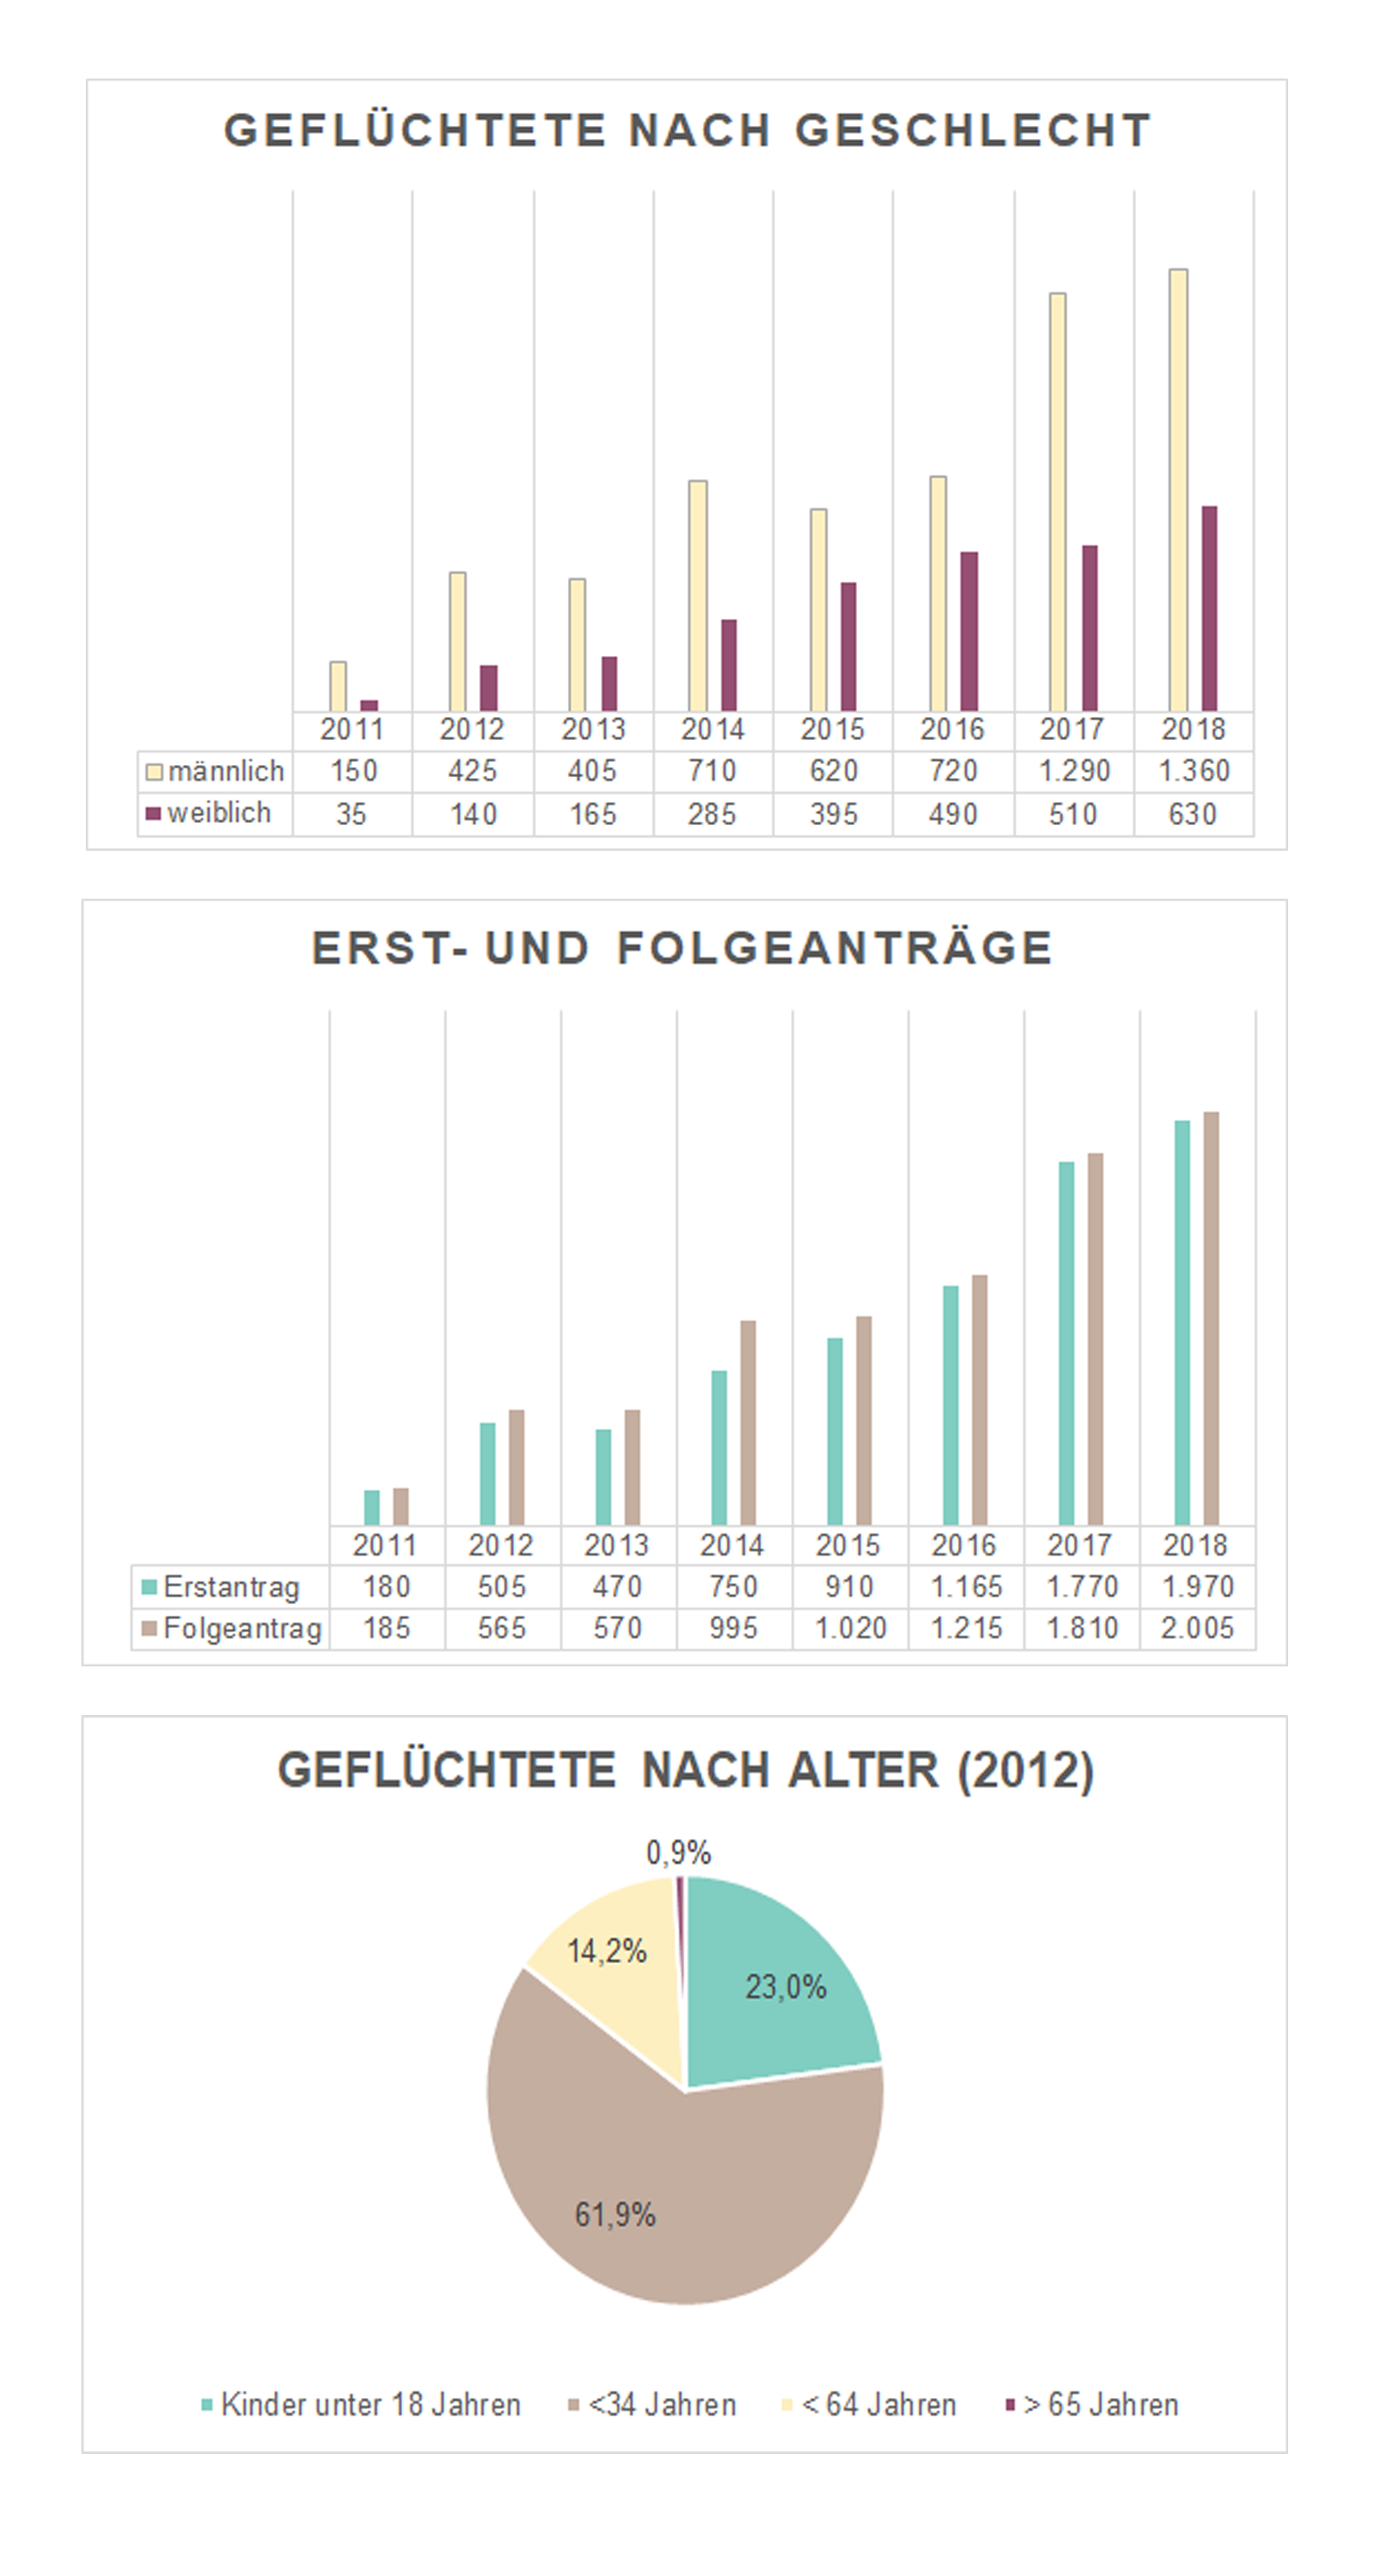 GEFLÜCHTETE NACH GESCHLECHT
2011 2012 2013 2014 2015 2016 2017 2018
männlich 150 425 405 710 620 720 1.290 1.360
weiblich 35 140 165 285 395 490 510 630
ERST- UND FOLGEANTRÄGE
2011 2012 2013 2014 2015 2016 2017 2018
Erstantrag 180 505 470 750 910 1.165 1.770 1.970
Folgeantrag 185 565 570 995 1.020 1.215 1.810 2.005
GEFLÜCHTETE NACH ALTER (2012)
0,9%
14,2%
23,0%
61,9%
Kinder unter 18 Jahren <34 Jahren < 64 Jahren > 65 Jahren